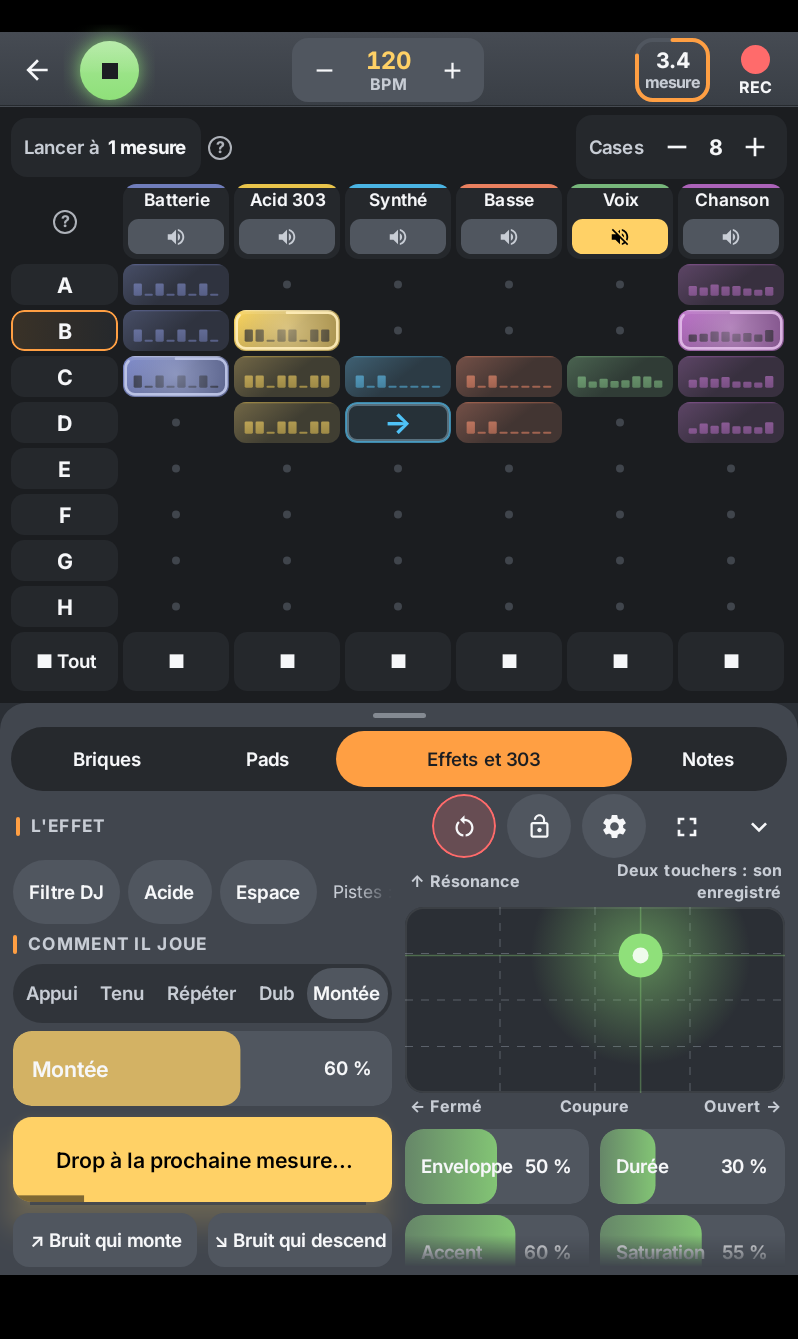 120
BPM
3.4
mesure
REC
Lancer à 1 mesure
?
Cases
8
?
Batterie
Acid 303
Synthé
Basse
Voix
Chanson
A
B
C
D
E
F
G
H
Tout
Briques
Pads
Effets et 303
Notes
L'EFFET
Filtre DJ
Acide
Espace
Pistes
COMMENT IL JOUE
Appui
Tenu
Répéter
Dub
Montée
Montée
60 %
Drop à la prochaine mesure...
↗ Bruit qui monte
↘ Bruit qui descend
↑ Résonance
Deux touchers : son
enregistré
← Fermé
Coupure
Ouvert →
Enveloppe 50 %
Durée 30 %
Accent 60 %
Saturation 55 %